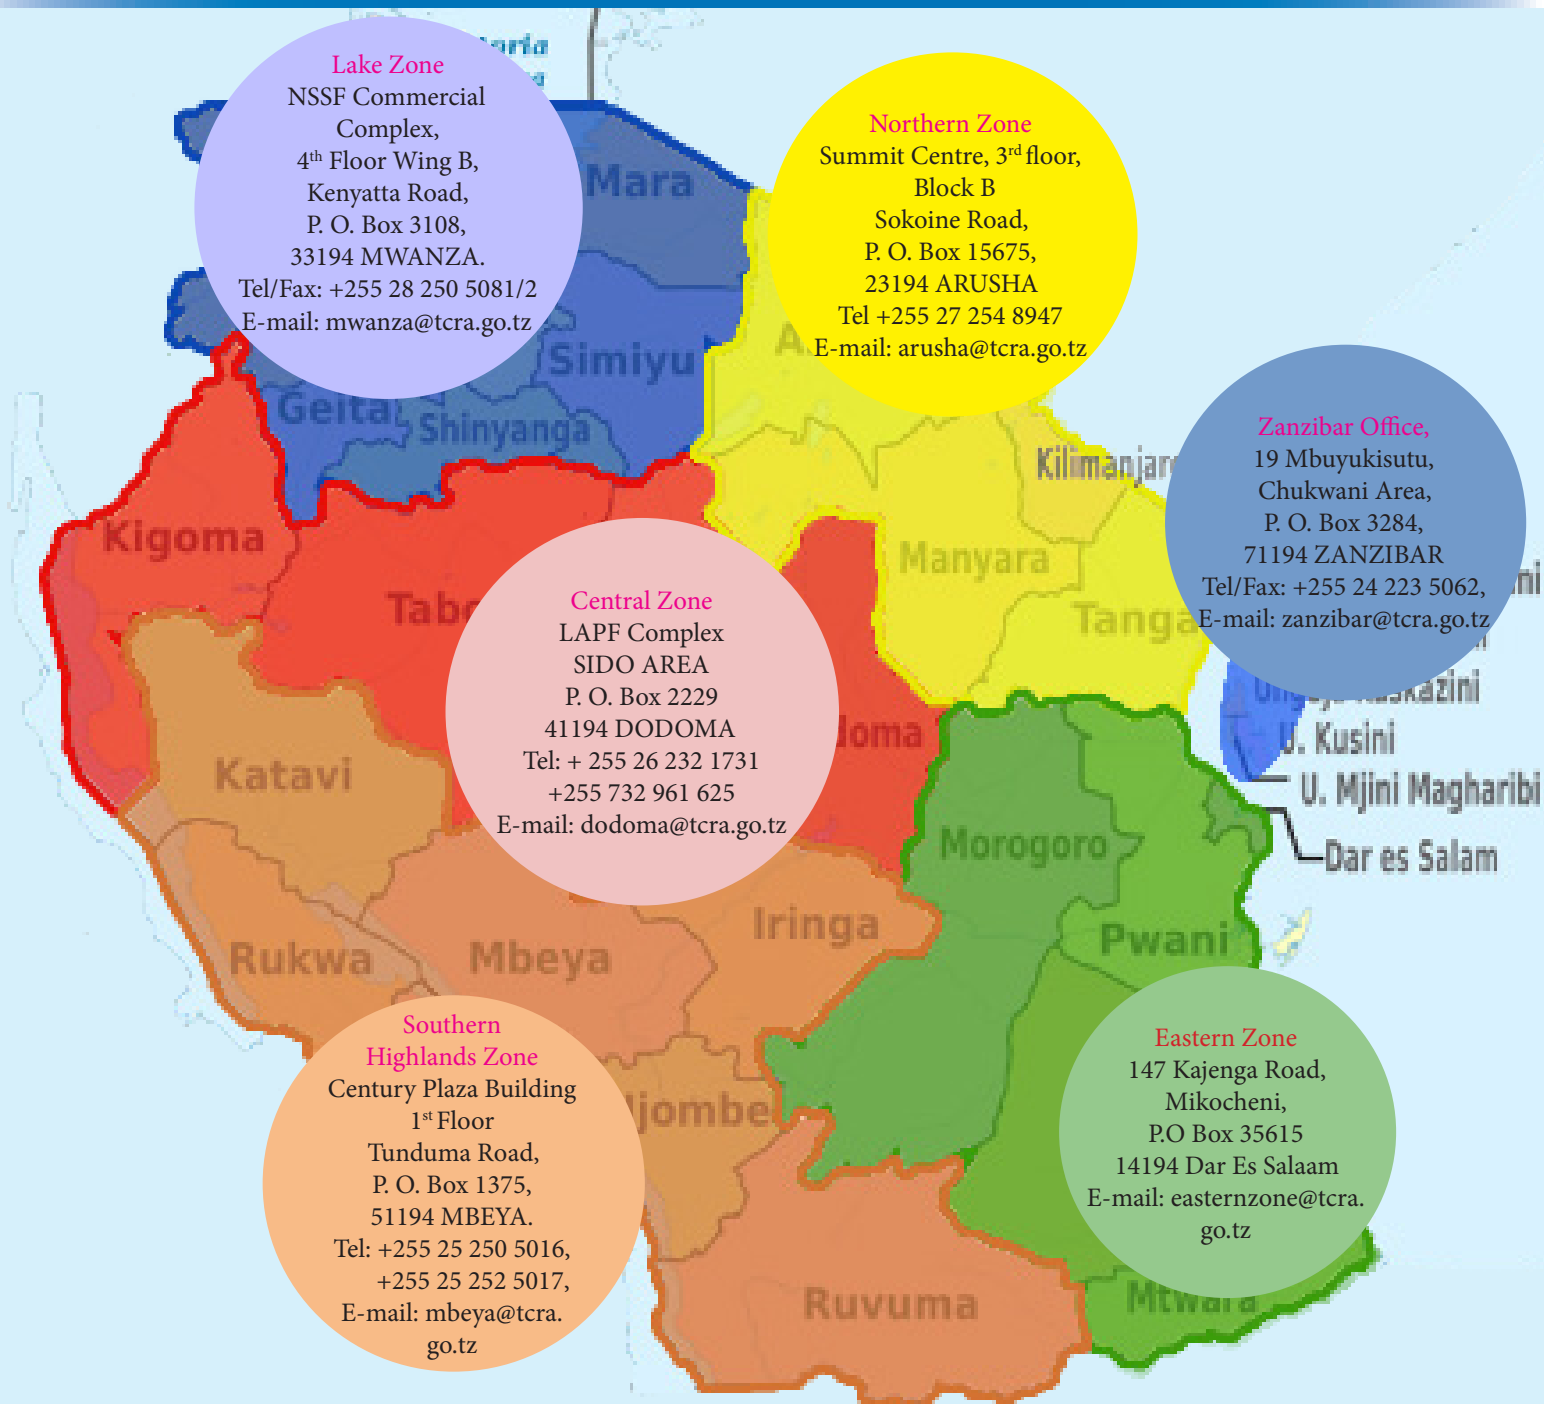 Lake Zone
NSSF Commercial
Complex,
4th Floor Wing B,
Kenyatta Road,
P. O. Box 3108,
33194 MWANZA.
Tel/Fax: +255 28 250 5081/2
E-mail: mwanza@tcra.go.tz
Northern Zone
Summit Centre, 3rd floor,
Block B
Sokoine Road,
P. O. Box 15675,
23194 ARUSHA
Tel +255 27 254 8947
E-mail: arusha@tcra.go.tz
Zanzibar Office,
19 Mbuyukisutu,
Chukwani Area,
P. O. Box 3284,
71194 ZANZIBAR
Tel/Fax: +255 24 223 5062,
E-mail: zanzibar@tcra.go.tz
Central Zone
LAPF Complex
SIDO AREA
P. O. Box 2229
41194 DODOMA
Tel: + 255 26 232 1731
+255 732 961 625
E-mail: dodoma@tcra.go.tz
Southern
Highlands Zone
Century Plaza Building
1st Floor
Tunduma Road,
P. O. Box 1375,
51194 MBEYA.
Tel: +255 25 250 5016,
+255 25 252 5017,
E-mail: mbeya@tcra.
go.tz
Eastern Zone
147 Kajenga Road,
Mikocheni,
P.O Box 35615
14194 Dar Es Salaam
E-mail: easternzone@tcra.
go.tz
Mara
Simiyu
Geita
Shinyanga
Kigoma
Kilimanjaro
Manyara
Tanga
Katavi
Morogoro
U. Kusini
U. Mjini Magharibi
Dar es Salam
Rukwa
Mbeya
Iringa
Pwani
Ruvuma
Mtwara